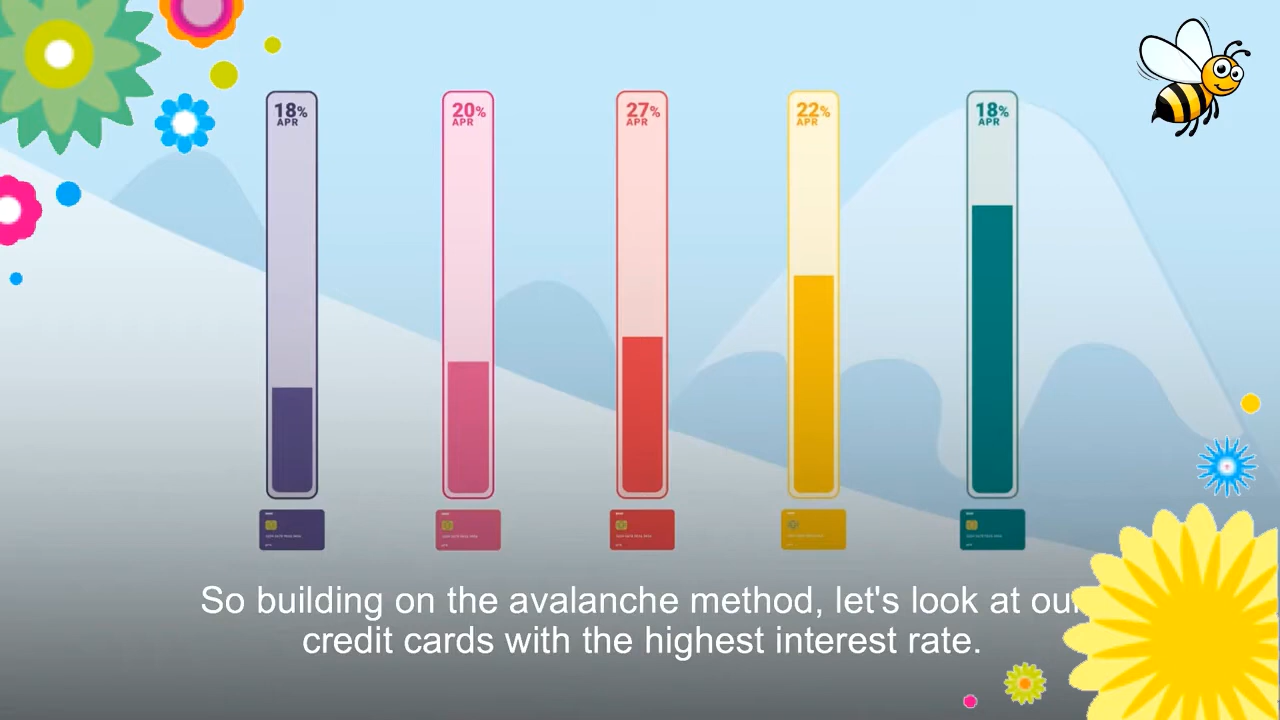 18%
APR
20%
APR
27%
APR
22%
APR
18%
APR
So building on the avalanche method, let's look at our
credit cards with the highest interest rate.